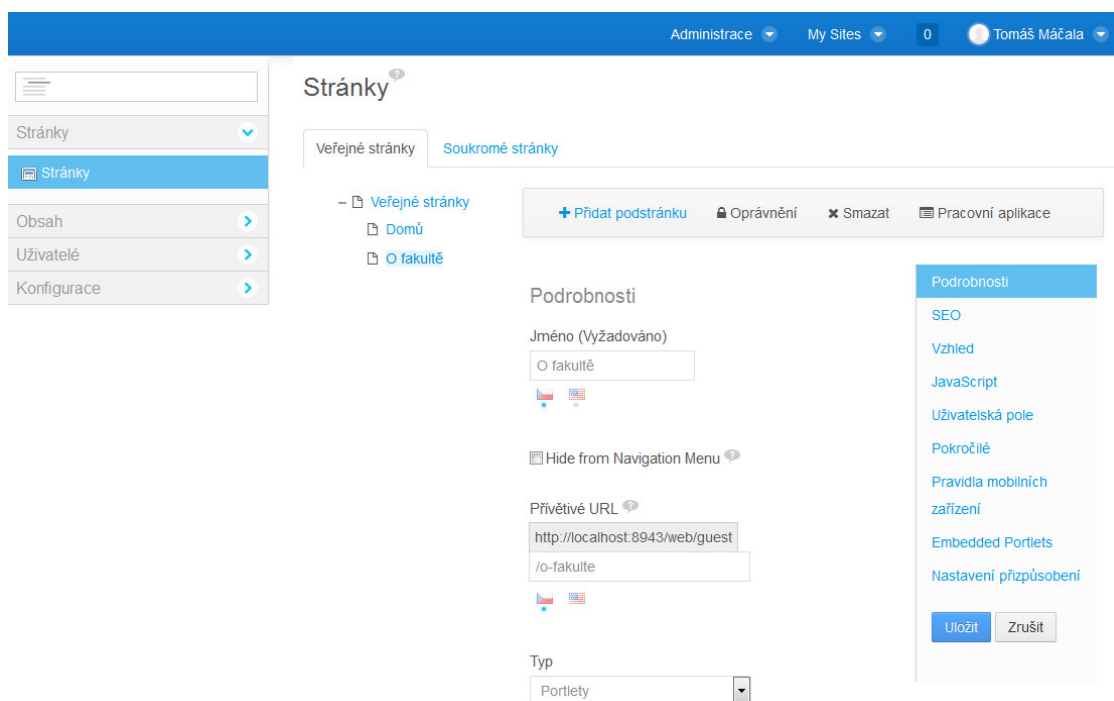 Administrace My Sites 0 Tomáš Máčala
Stránky
Stránky
Obsah
Uživatelé
Konfigurace
Stránky
Veřejné stránky Soukromé stránky
Veřejné stránky
Domů
O fakultě
Přidat podstránku Oprávnění Smazat Pracovní aplikace
Podrobnosti
Jméno (Vyžadováno)
O fakultě
Hide from Navigation Menu
Přívětivé URL
http://localhost:8943/web/guest
/o-fakulte
Typ
Portlety
Podrobnosti
SEO
Vzhled
JavaScript
Uživatelská pole
Pokročilé
Pravidla mobilních
zařízení
Embedded Portlets
Nastavení přizpůsobení
Uložit Zrušit